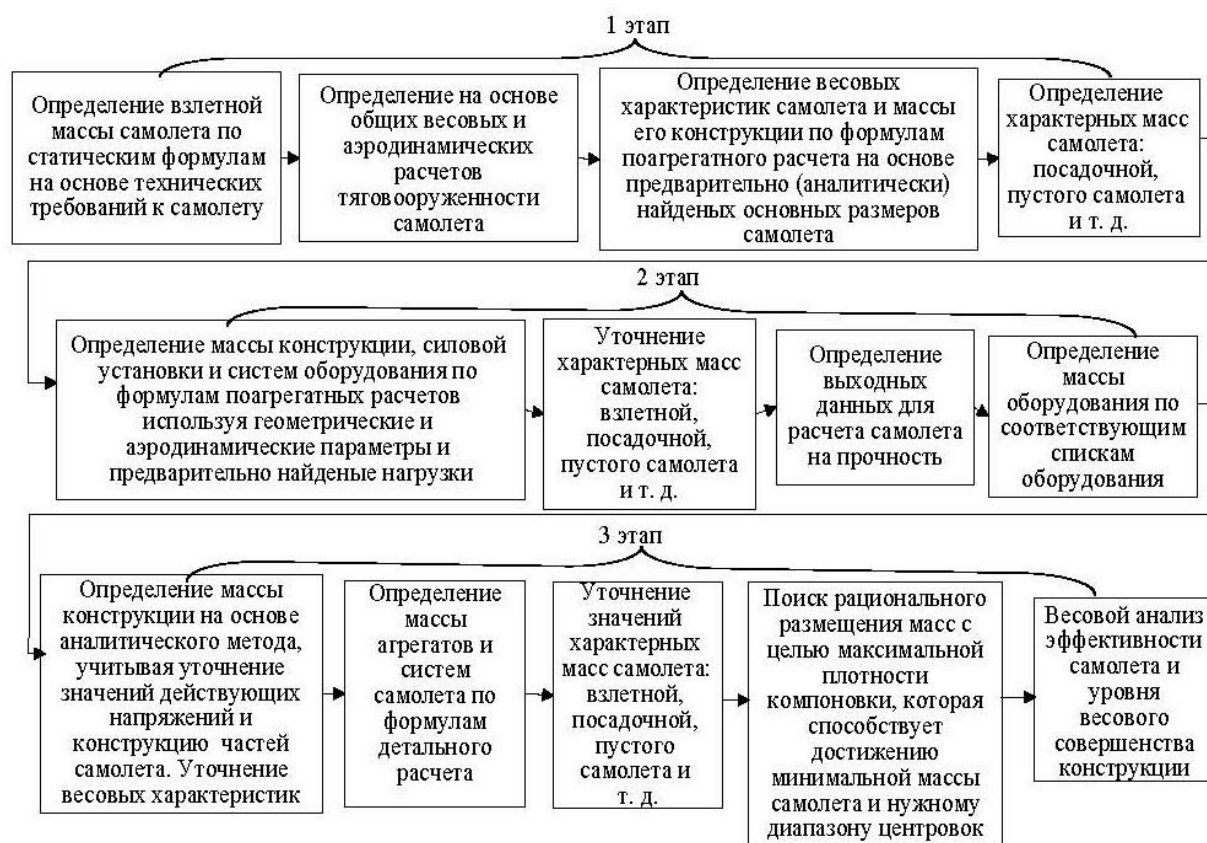 1 этап
Определение взлетной
массы самолета по
статическим формулам
на основе технических
требований к самолету
Определение на основе
общих весовых и
аэродинамических
расчетов
тяговооруженности
самолета
Определение весовых
характеристик самолета и массы
его конструкции по формулам
поагрегатного расчета на основе
предварительно (аналитически)
найденых основных размеров
самолета
Определение
характерных масс
самолета:
посадочной,
пустого самолета
и т. д.
2 этап
Определение массы конструкции, силовой
установки и систем оборудования по
формулам поагрегатных расчетов
используя геометрические и
аэродинамические параметры и
предварительно найденые нагрузки
Уточнение
характерных масс
самолета:
взлетной,
посадочной,
пустого самолета
и т. д.
Определение
выходных
данных для
расчета самолета
на прочность
Определение
массы
оборудования по
соответствующим
спискам
оборудования
3 этап
Определение массы
конструкции на основе
аналитического метода,
учитывая уточнение
значений действующих
напряжений и
конструкцию частей
самолета. Уточнение
весовых характеристик
Определение
массы
агрегатов и
систем
самолета по
формулам
детального
расчета
Уточнение
значений
характерных
масс самолета:
взлетной,
посадочной,
пустого
самолета и
т. д.
Поиск рационального
размещения масс с
целью максимальной
плотности
компоновки, которая
способствует
достижению
минимальной массы
самолета и нужному
диапазону центровок
Весовой анализ
эффективности
самолета и
уровня
весового
совершенства
конструкции